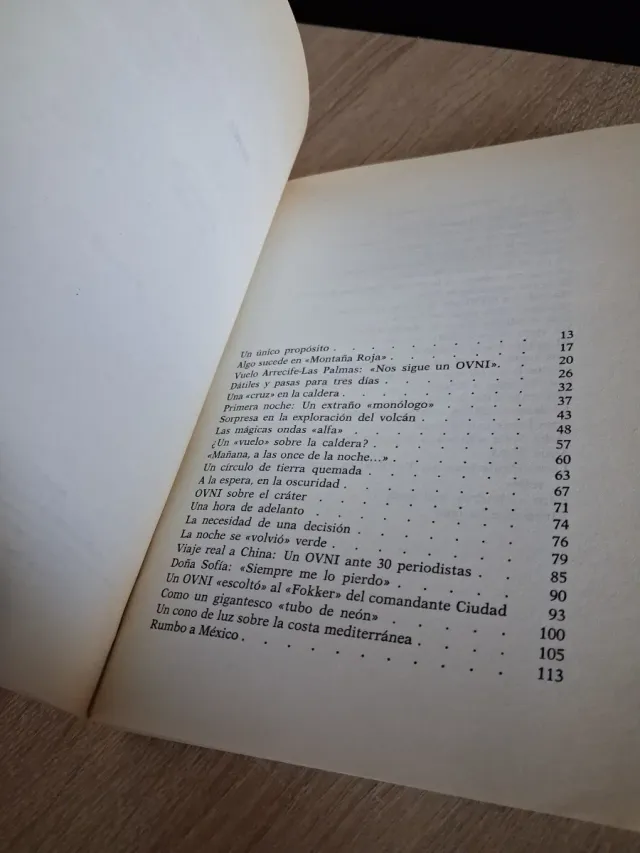 Un único propósito . . . . . . . . . 13
Algo sucede en «Montaña Roja» . . . . . . 17
Vuelo Arrecife-Las Palmas: «Nos sigue un OVNI». . 20
Dátiles y pasas para tres días . . . . . . 26
Una «cruz» en la caldera . . . . . . . . 32
Primera noche: Un extraño «monólogo» . . . . 37
Sorpresa en la exploración del volcán . . . . 43
Las mágicas ondas «alfa» . . . . . . . 48
¿Un «vuelo» sobre la caldera? . . . . . . 57
«Mañana, a las once de la noche...» . . . . . 60
Un círculo de tierra quemada . . . . . . 63
A la espera, en la oscuridad . . . . . . . 67
OVNI sobre el cráter . . . . . . . . 71
Una hora de adelanto . . . . . . . . 74
La necesidad de una decisión . . . . . . 76
La noche se «volvió» verde . . . . . . . 79
Viaje real a China: Un OVNI ante 30 periodistas . . 85
Doña Sofía: «Siempre me lo pierdo» . . . . . 90
Un OVNI «escoltó» al «Fokker» del comandante Ciudad 93
Como un gigantesco «tubo de neón» . . . . . 100
Un cono de luz sobre la costa mediterránea . . . . 105
Rumbo a México . . . . . . . . . . 113